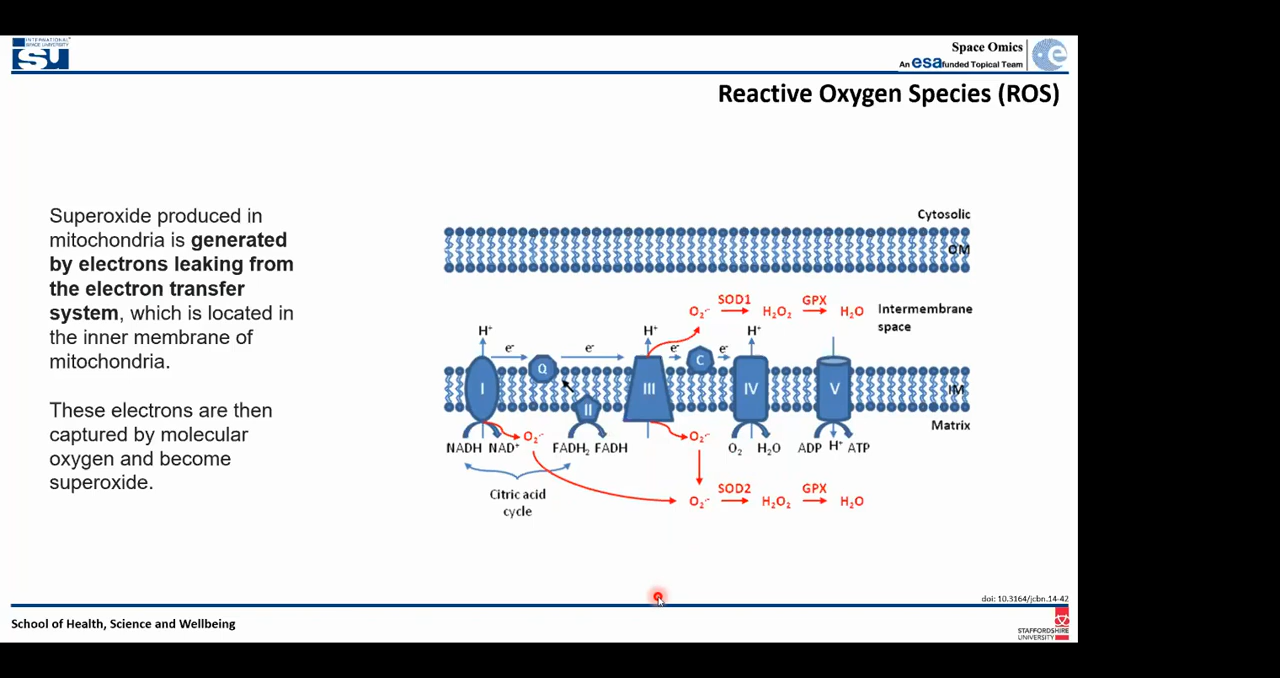 INTERNATIONAL
SPACE UNIVERSITY
ISU
Space Omics
An esa funded Topical Team
esa
Reactive Oxygen Species (ROS)
Superoxide produced in
mitochondria is generated
by electrons leaking from
the electron transfer
system, which is located in
the inner membrane of
mitochondria.
These electrons are then
captured by molecular
oxygen and become
superoxide.
Cytosolic
OM
SOD1 GPX
O₂·⁻ H₂O₂ H₂O
Intermembrane
space
H⁺ H⁺ H⁺
e⁻ e⁻ e⁻ e⁻
Q C
I III IV V
II
IM
Matrix
O₂·⁻ O₂·⁻
NADH NAD⁺ FADH₂ FADH O₂ H₂O ADP H⁺ ATP
Citric acid
cycle
SOD2 GPX
O₂·⁻ H₂O₂ H₂O
doi: 10.3164/jcbn.14-42
School of Health, Science and Wellbeing
STAFFORDSHIRE
UNIVERSITY